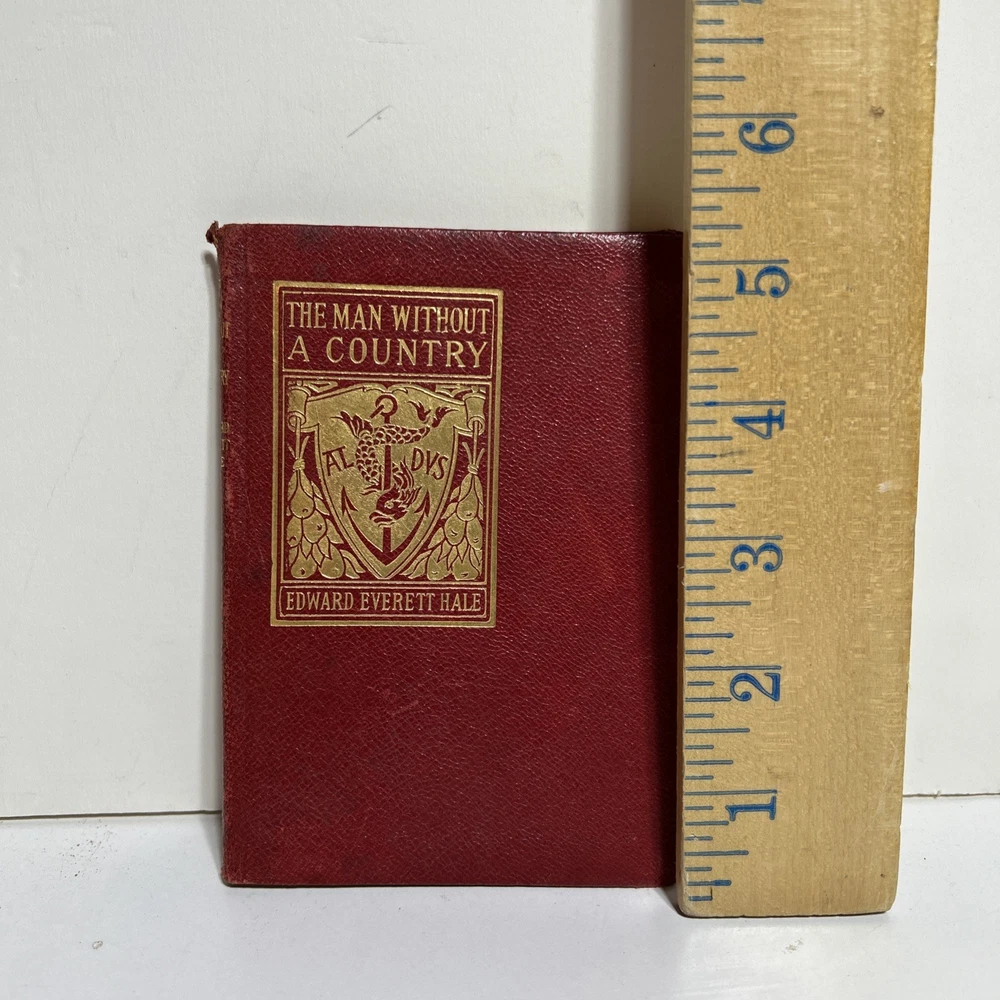 THE MAN WITHOUT
A COUNTRY
AL DVS
EDWARD EVERETT HALE
6
5
4
3
2
1